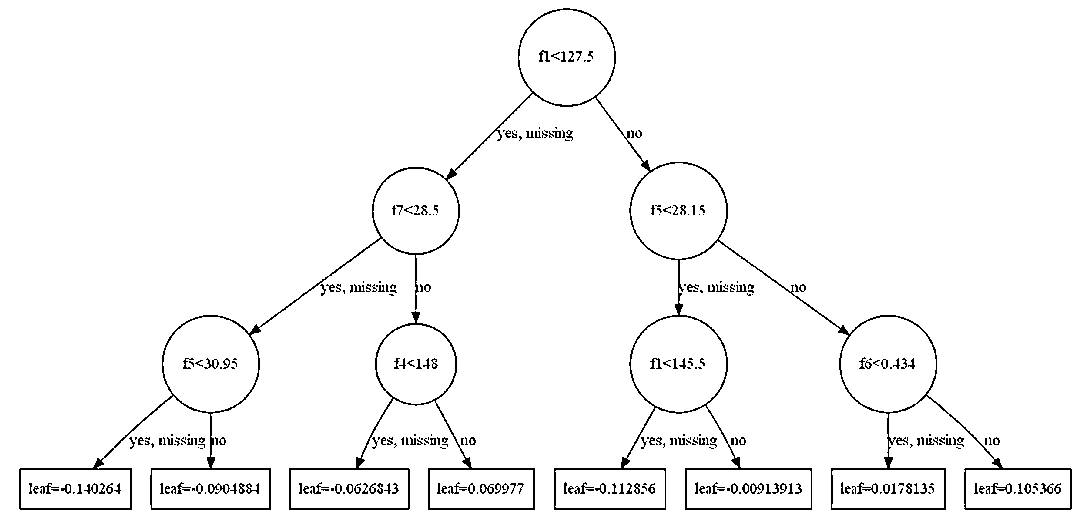 f1<127.5
yes, missing
no
f7<28.5
f5<28.15
yes, missing
no
yes, missing
no
f5<30.95
f4<148
f1<145.5
f6<0.434
yes, missing
no
yes, missing
no
yes, missing
no
yes, missing
no
leaf=-0.140264
leaf=-0.0904884
leaf=-0.0626843
leaf=0.069977
leaf=-0.112856
leaf=-0.00913913
leaf=0.0178135
leaf=0.105366